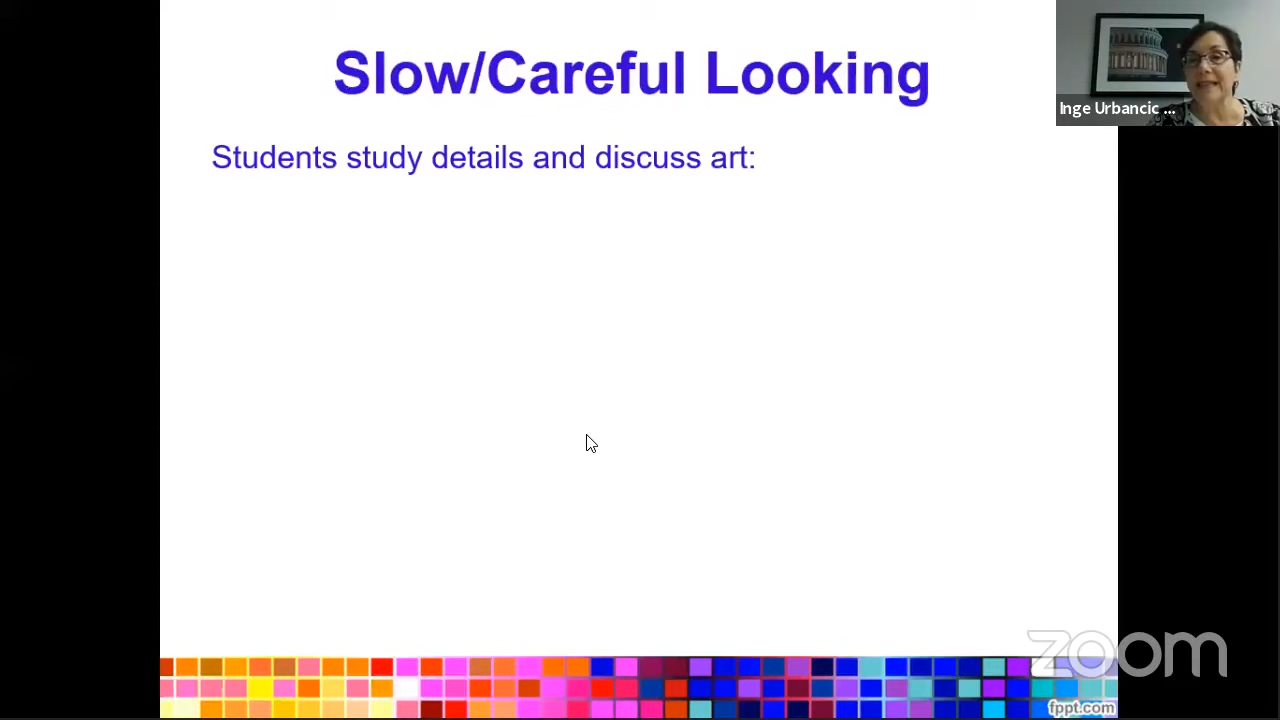 Slow/Careful Looking
Inge Urbancic ...
Students study details and discuss art:
zoom
fppt.com